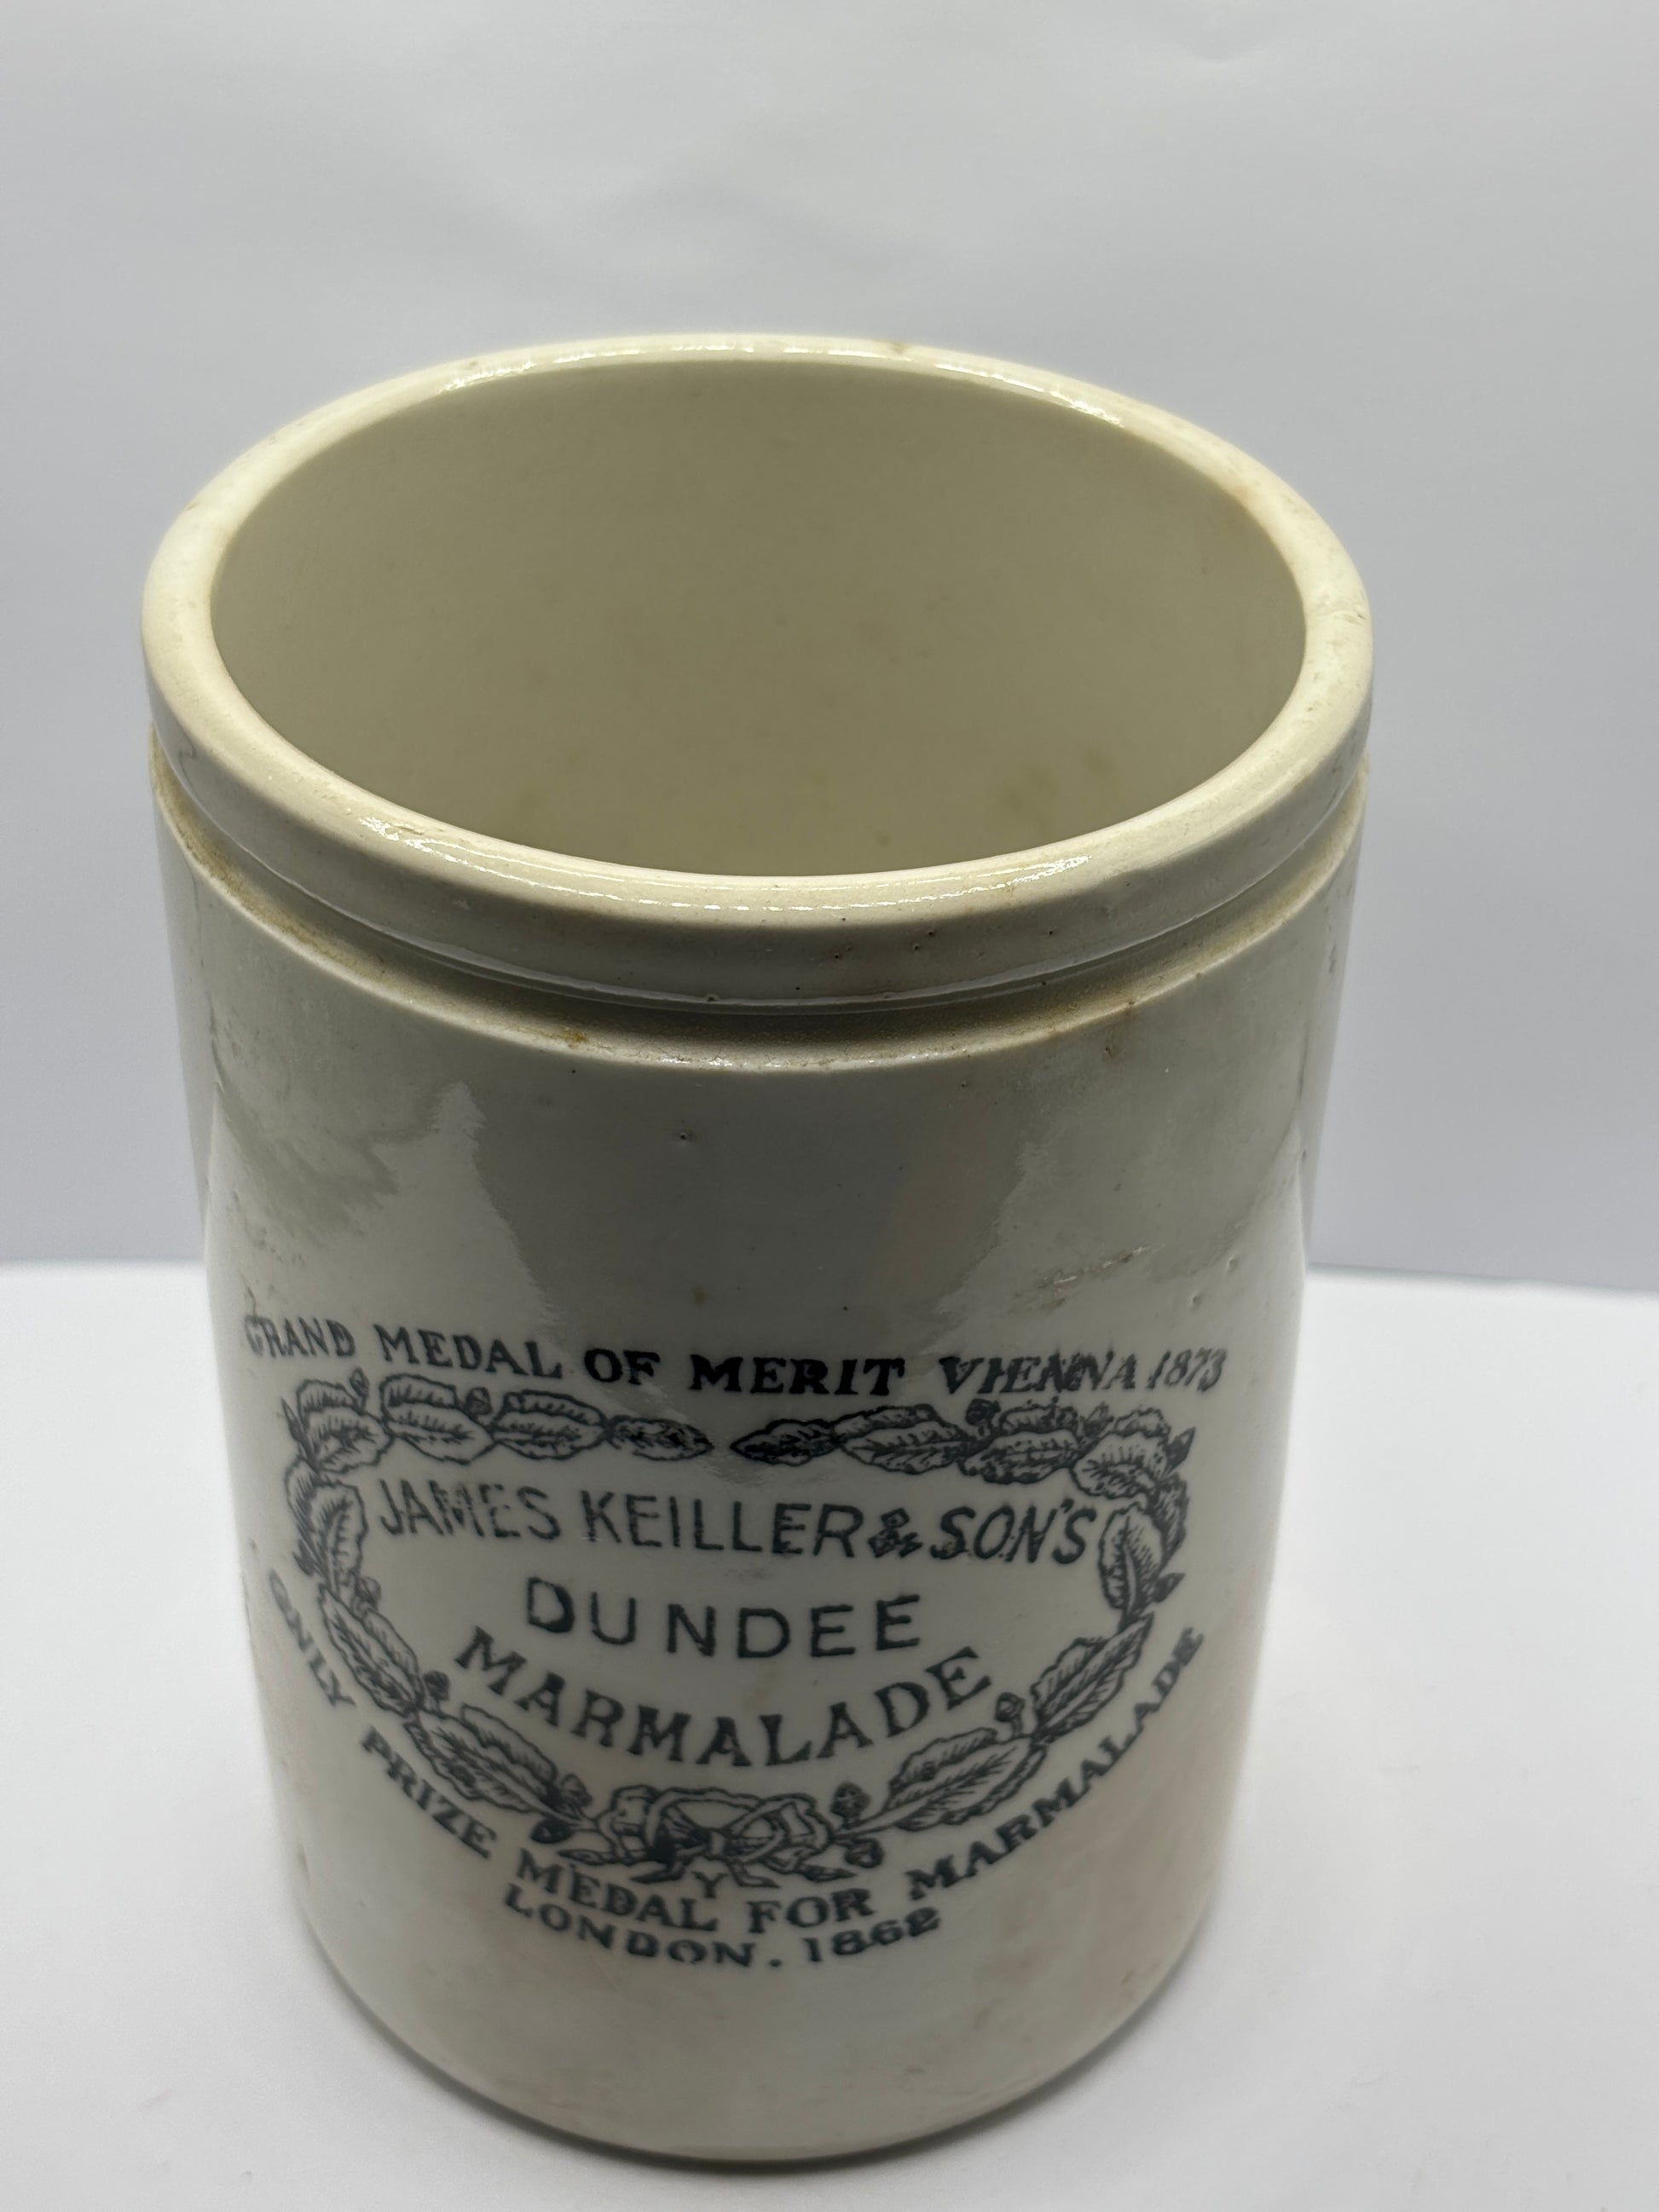 GRAND MEDAL OF MERIT VIENNA 1873
JAMES KEILLER & SON'S
DUNDEE
MARMALADE
Y
ONLY PRIZE MEDAL FOR MARMALADE
LONDON. 1862